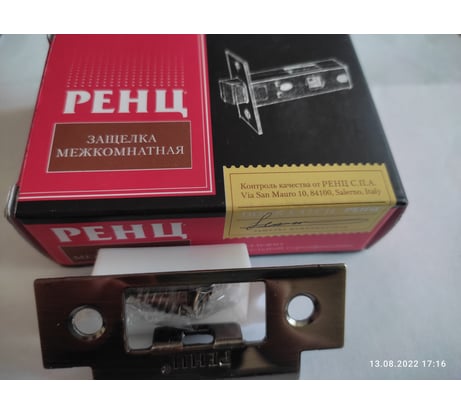 РЕНЦ
ЗАЩЕЛКА
МЕЖКОМНАТНАЯ
Контроль качества от РЕНЦ С.П.А.
Via San Mauro 10, 84100, Salerno, Italy
РЕНЦ
РЕНЦ
13.08.2022 17:16